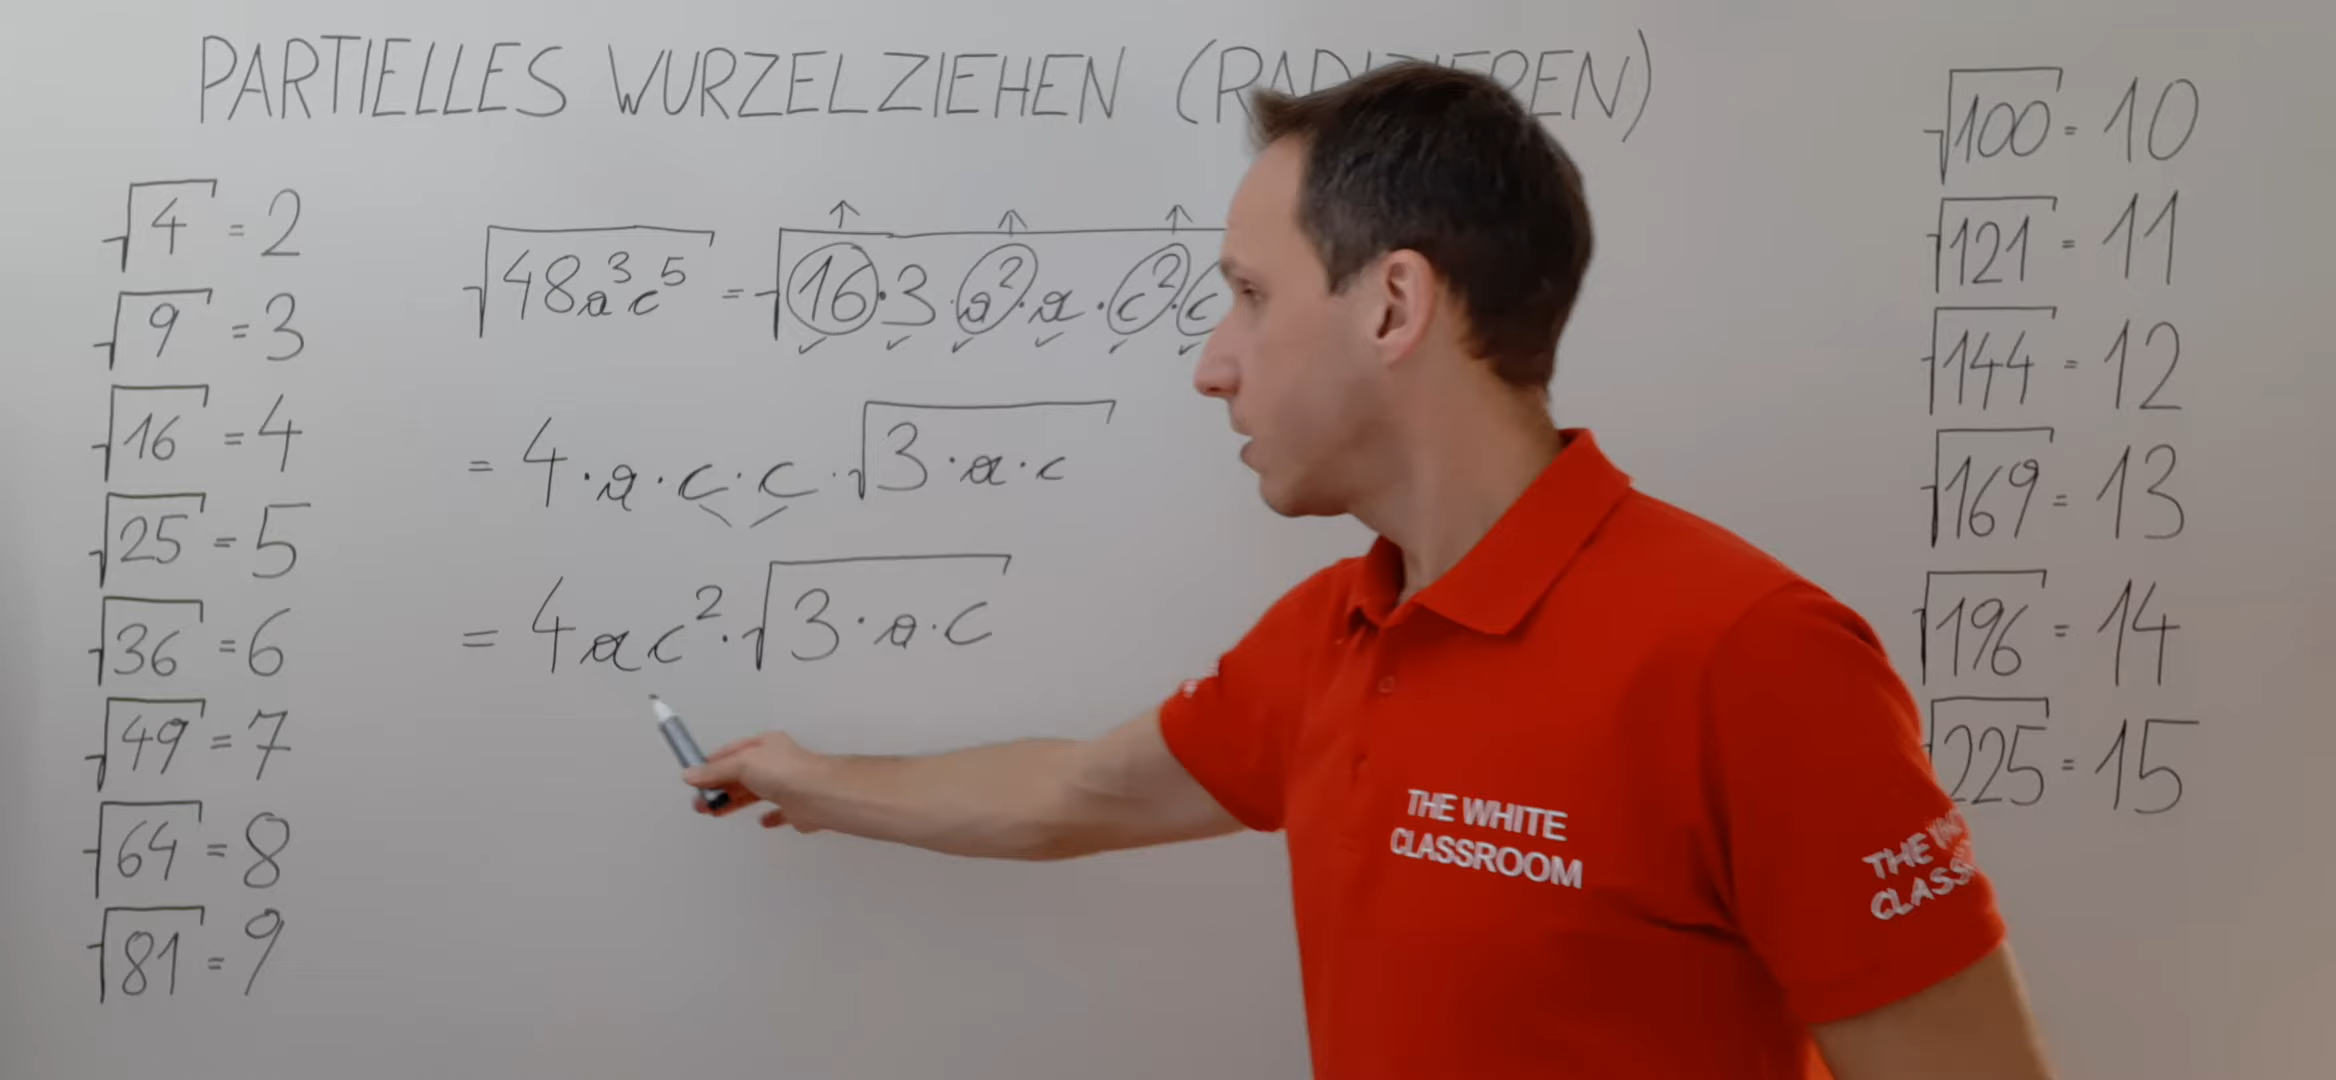 PARTIELLES WURZELZIEHEN (RADIZIEREN)
√4 = 2
√9 = 3
√16 = 4
√25 = 5
√36 = 6
√49 = 7
√64 = 8
√81 = 9
√48a³c⁵ = √16·3·a²·a·c²·c
= 4·a·c·c·√3·a·c
= 4ac²·√3·a·c
√100 = 10
√121 = 11
√144 = 12
√169 = 13
√196 = 14
√225 = 15
THE WHITE
CLASSROOM
THE